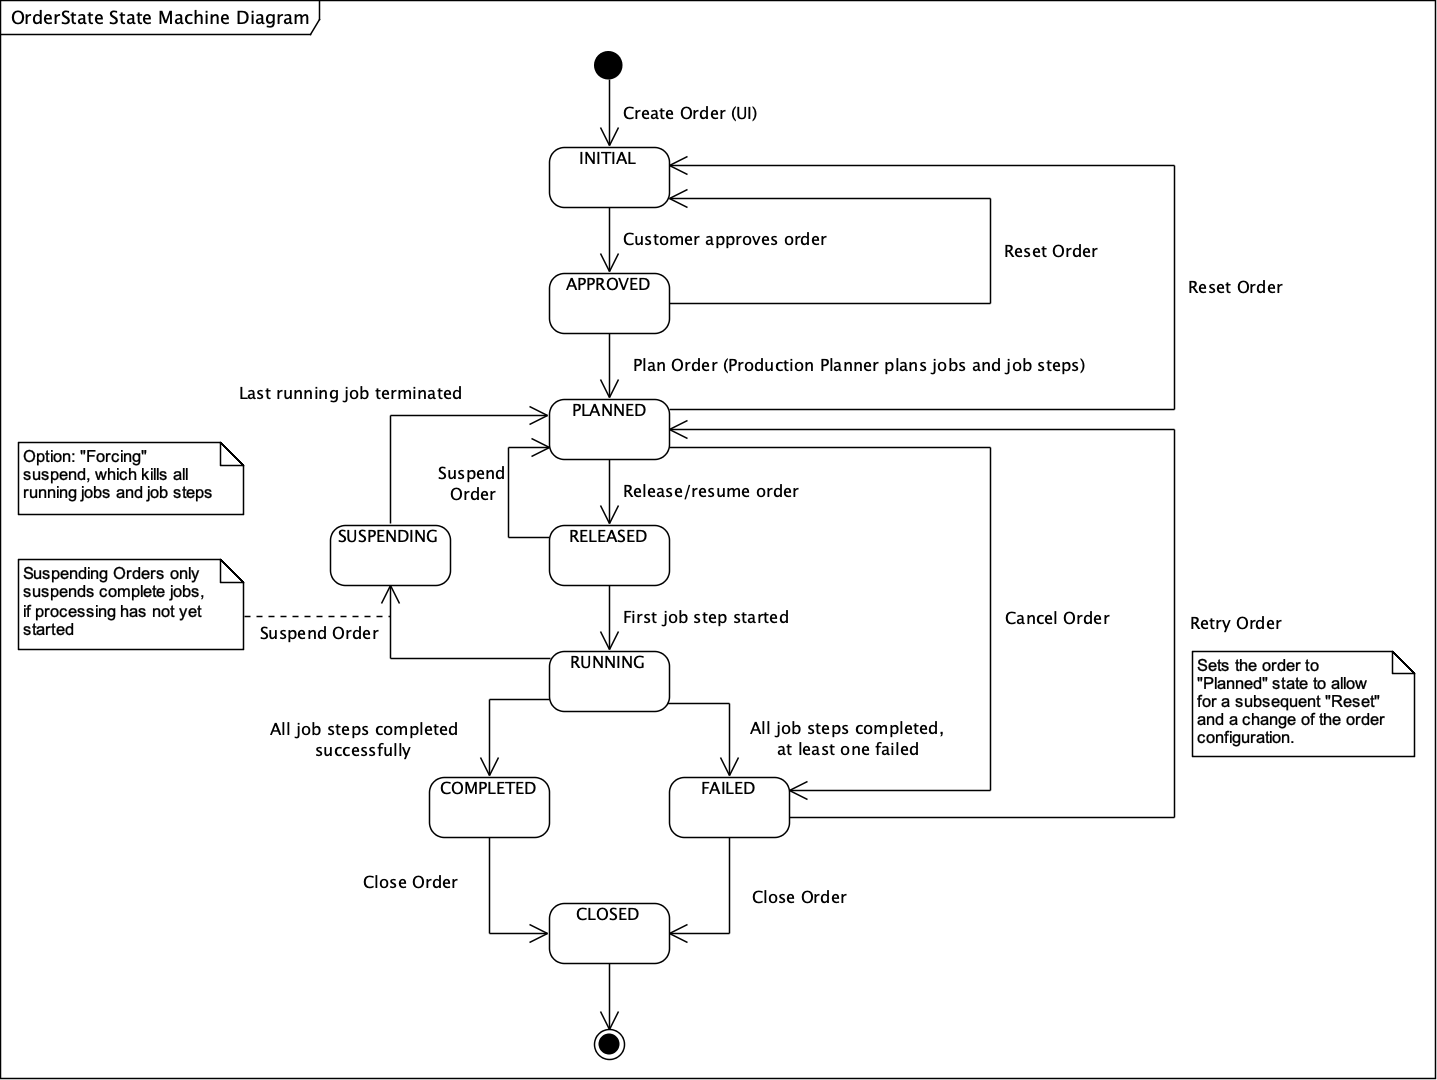 OrderState State Machine Diagram
Create Order (UI)
INITIAL
Customer approves order
Reset Order
Reset Order
APPROVED
Plan Order (Production Planner plans jobs and job steps)
Last running job terminated
PLANNED
Option: "Forcing"
suspend, which kills all
running jobs and job steps
Suspend
Order
Release/resume order
SUSPENDING
RELEASED
Suspending Orders only
suspends complete jobs,
if processing has not yet
started
Suspend Order
First job step started
Cancel Order
Retry Order
RUNNING
Sets the order to
"Planned" state to allow
for a subsequent "Reset"
and a change of the order
configuration.
All job steps completed
successfully
All job steps completed,
at least one failed
COMPLETED
FAILED
Close Order
Close Order
CLOSED